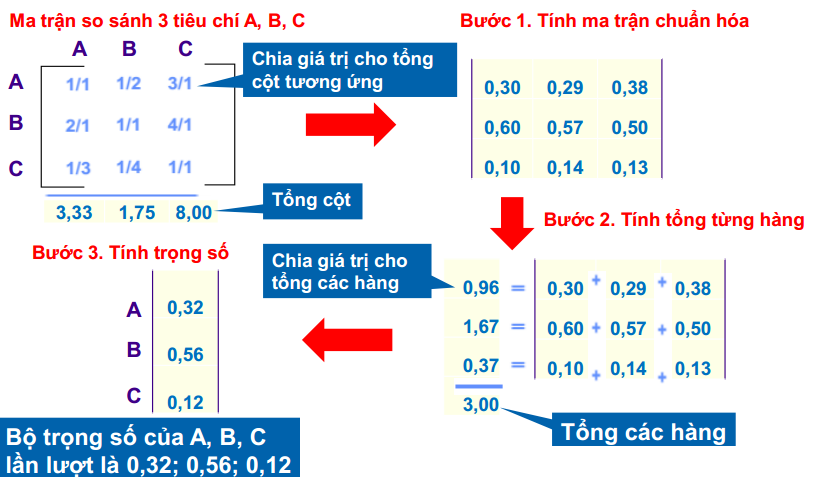 Ma trận so sánh 3 tiêu chí A, B, C
A B C
A 1/1 1/2 3/1
B 2/1 1/1 4/1
C 1/3 1/4 1/1
3,33 1,75 8,00
Chia giá trị cho tổng
cột tương ứng
Tổng cột
Bước 1. Tính ma trận chuẩn hóa
0,30 0,29 0,38
0,60 0,57 0,50
0,10 0,14 0,13
Bước 2. Tính tổng từng hàng
0,96 = 0,30 + 0,29 + 0,38
1,67 = 0,60 + 0,57 + 0,50
0,37 = 0,10 + 0,14 + 0,13
3,00
Chia giá trị cho
tổng các hàng
Tổng các hàng
Bước 3. Tính trọng số
A 0,32
B 0,56
C 0,12
Bộ trọng số của A, B, C
lần lượt là 0,32; 0,56; 0,12